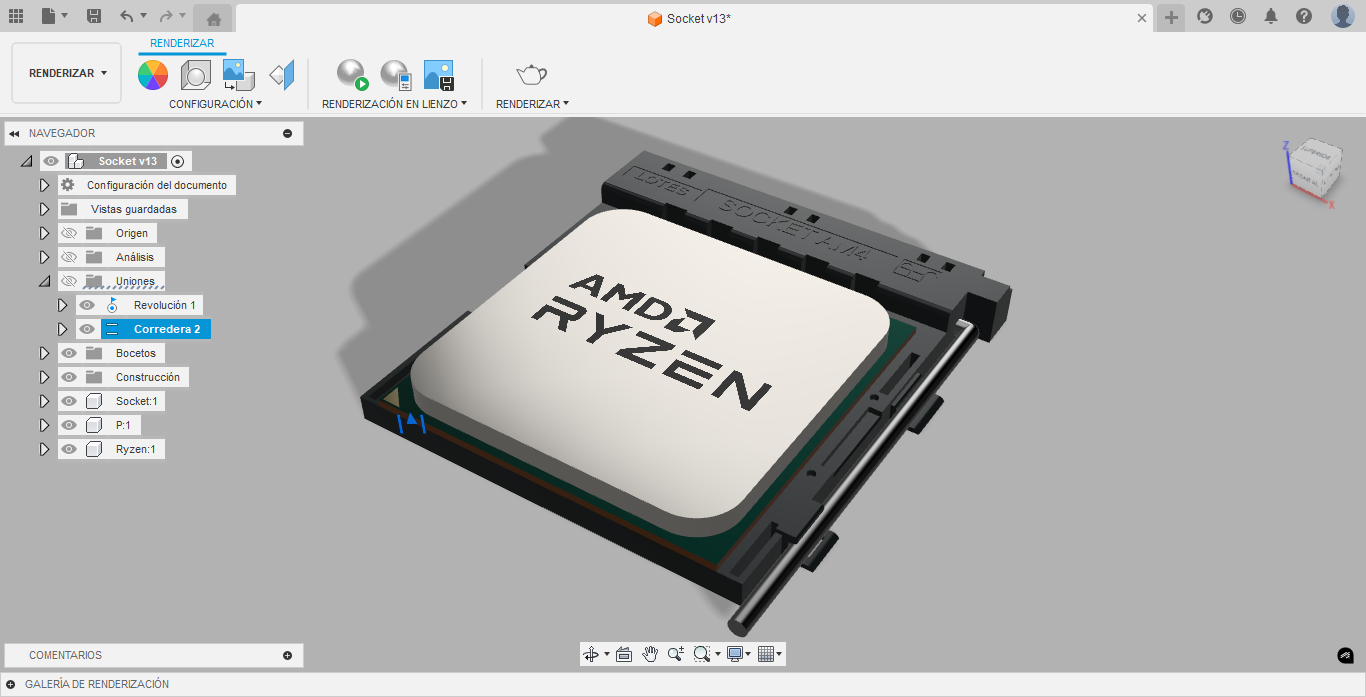 Socket v13*
RENDERIZAR
RENDERIZAR
CONFIGURACIÓN
RENDERIZACIÓN EN LIENZO
RENDERIZAR
NAVEGADOR
Socket v13
Configuración del documento
Vistas guardadas
Origen
Análisis
Uniones
Revolución 1
Corredera 2
Bocetos
Construcción
Socket:1
P:1
Ryzen:1
LOTES
SOCKET AM4
AMD
RYZEN
Z
SUPERIOR
X
COMENTARIOS
GALERÍA DE RENDERIZACIÓN